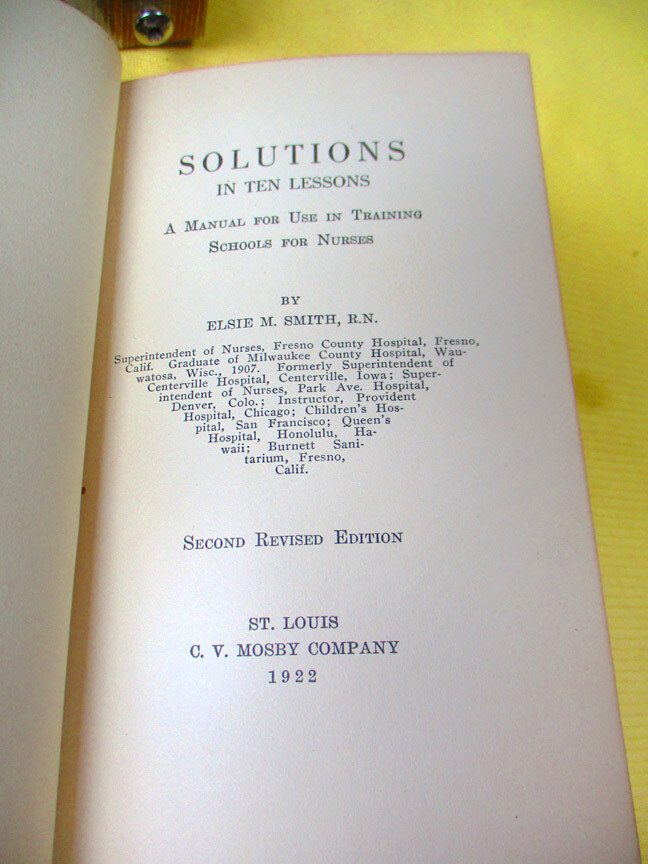 SOLUTIONS
IN TEN LESSONS
A Manual for Use in Training
Schools for Nurses
BY
ELSIE M. SMITH, R.N.
Superintendent of Nurses, Fresno County Hospital, Fresno,
Calif. Graduate of Milwaukee County Hospital, Wau-
watosa, Wisc., 1907. Formerly Superintendent of
Centerville Hospital, Centerville, Iowa; Super-
intendent of Nurses, Park Ave. Hospital,
Denver, Colo.; Instructor, Provident
Hospital, Chicago; Children's Hos-
pital, San Francisco; Queen's
Hospital, Honolulu, Ha-
waii; Burnett Sani-
tarium, Fresno,
Calif.
Second Revised Edition
ST. LOUIS
C. V. MOSBY COMPANY
1922